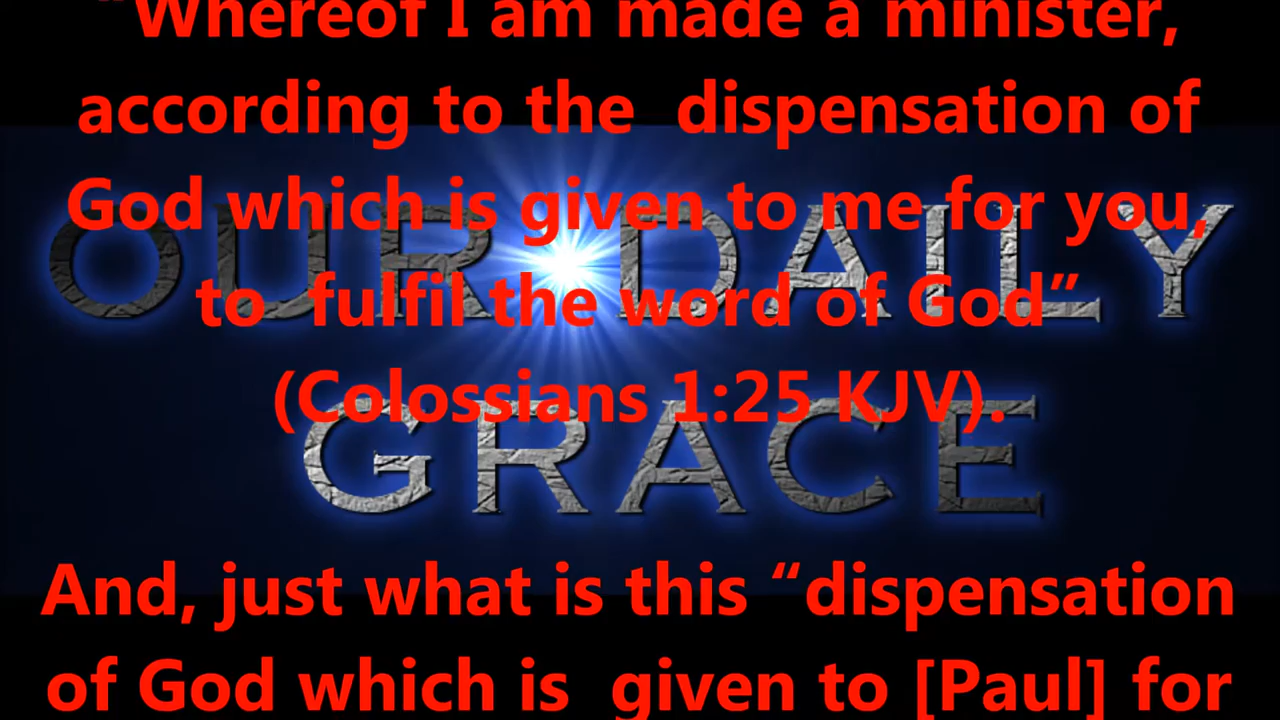 “Whereof I am made a minister,
according to the  dispensation of
God which is given to me for you,
to  fulfil the word of God”
(Colossians 1:25 KJV).
And, just what is this “dispensation
of God which is  given to [Paul] for
OUR DAILY
GRACE